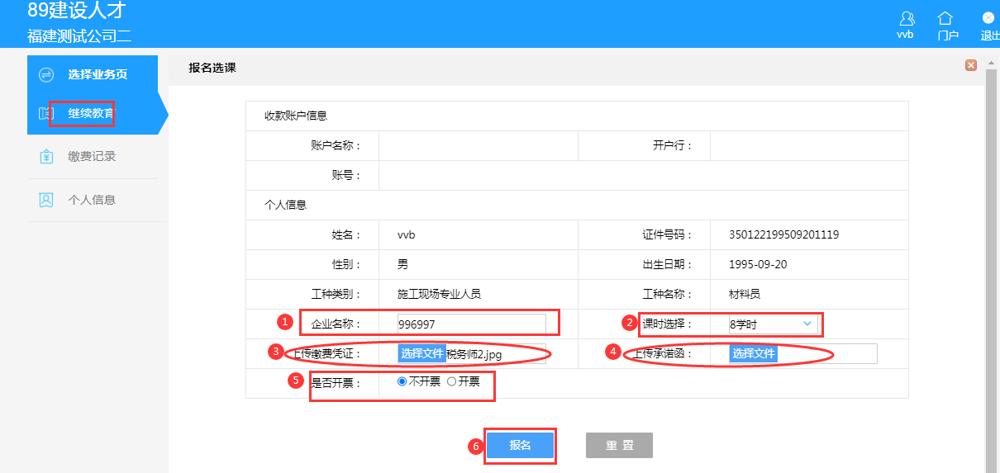 89建设人才
福建测试公司二
vvb
门户
退出
选择业务页
继续教育
缴费记录
个人信息
报名选课
收款账户信息
账户名称：
开户行：
账号：
个人信息
姓名：
vvb
证件号码：
350122199509201119
性别：
男
出生日期：
1995-09-20
工种类别：
施工现场专业人员
工种名称：
材料员
1
企业名称：
996997
2
课时选择：
8学时
3
上传缴费凭证：
选择文件
税务师2.jpg
4
上传承诺函：
选择文件
5
是否开票：
不开票
开票
6
报名
重 置